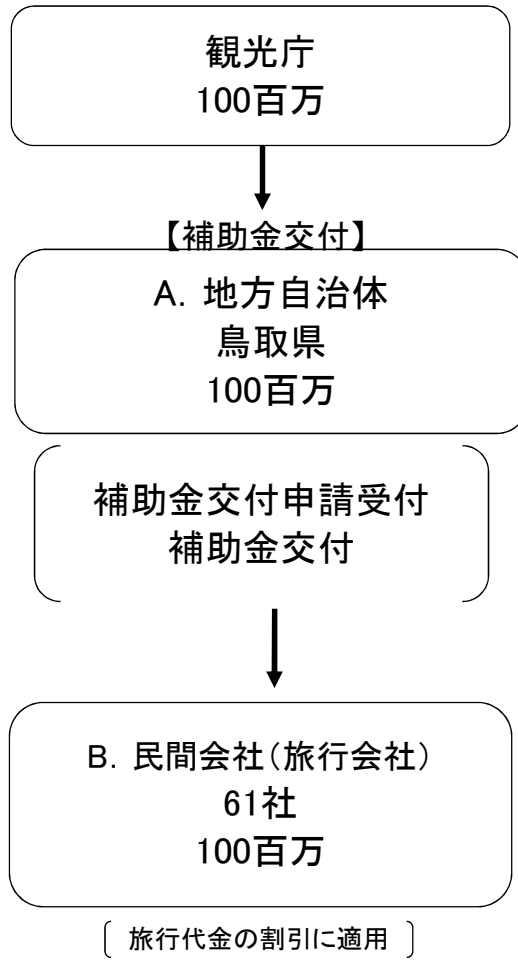 観光庁
100百万
【補助金交付】
A．地方自治体
鳥取県
100百万
補助金交付申請受付
補助金交付
B．民間会社（旅行会社）
61社
100百万
旅行代金の割引に適用